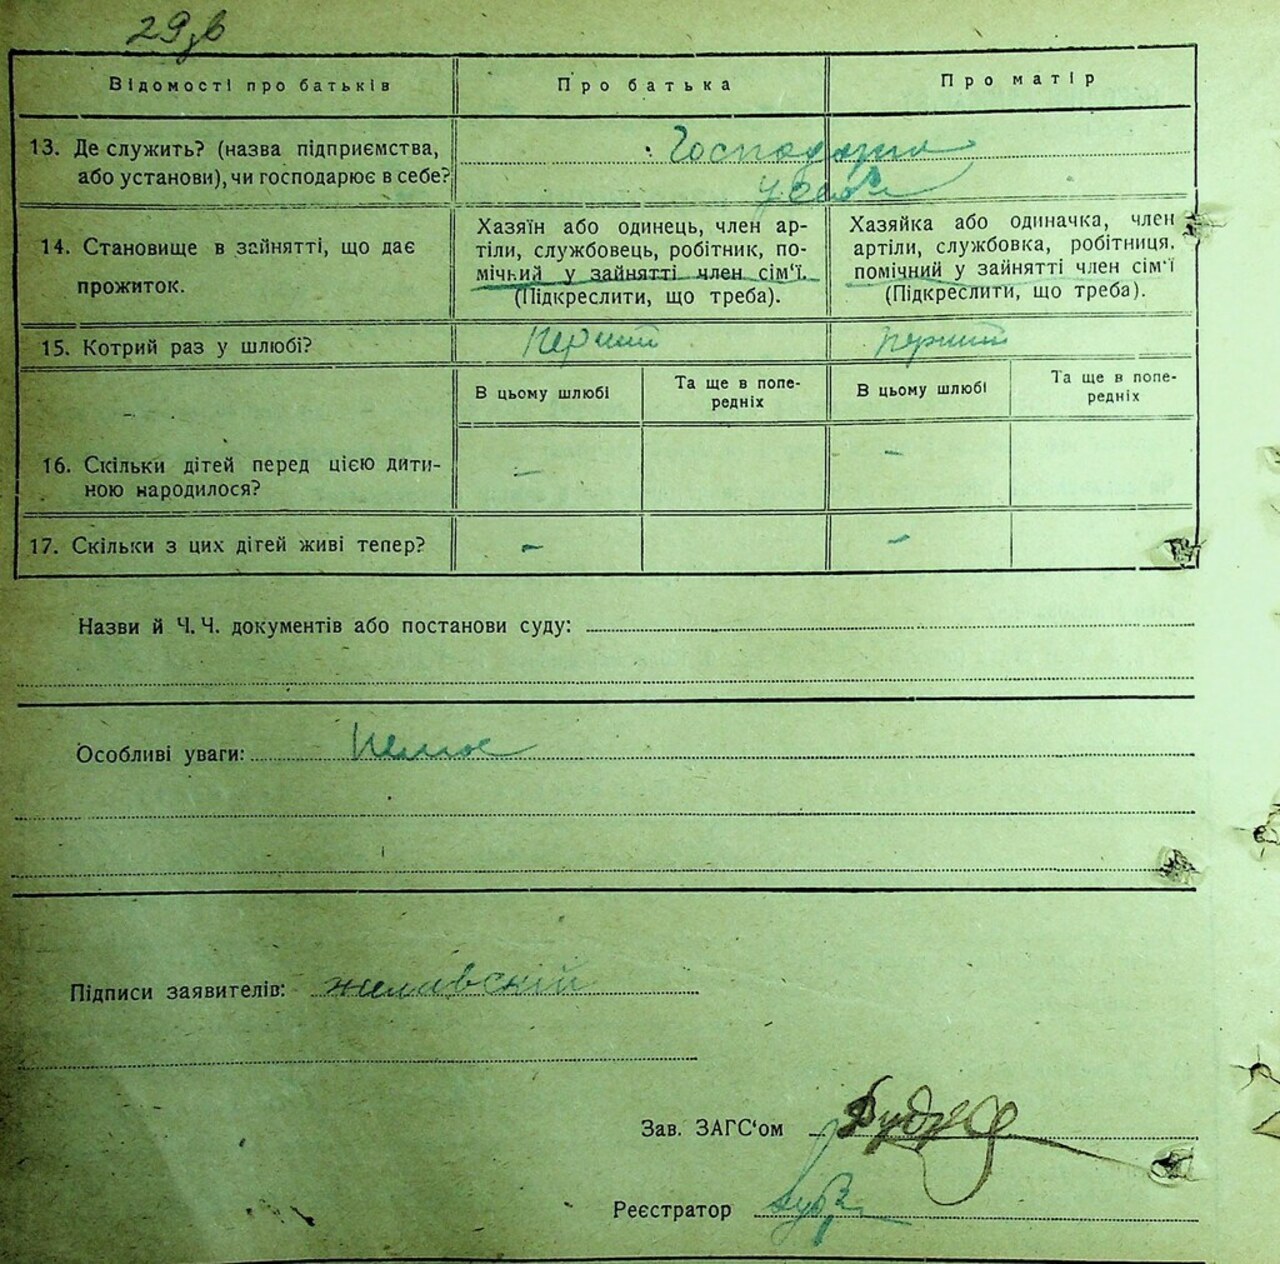 29зв
Відомості про батьків
Про батька
Про матір
13. Де служить? (назва підприємства,
або установи), чи господарює в себе?
Господарюе
у себе
14. Становище в зайнятті, що дає
прожиток.
Хазяїн або одинець, член ар-
тіли, службовець, робітник, по-
мічний у зайнятті член сім'ї.
(Підкреслити, що треба).
Хазяйка або одиначка, член
артіли, службовка, робітниця,
помічний у зайнятті член сім'ї
(Підкреслити, що треба).
15. Котрий раз у шлюбі?
перший
перший
В цьому шлюбі
Та ще в попе-
редніх
В цьому шлюбі
Та ще в попе-
редніх
16. Скільки дітей перед цією дити-
ною народилося?
—
—
17. Скільки з цих дітей живі тепер?
—
—
Назви й Ч. Ч. документів або постанови суду:
Особливі уваги: Немає
Підписи заявителів:
Зав. ЗАГС'ом
Реєстратор